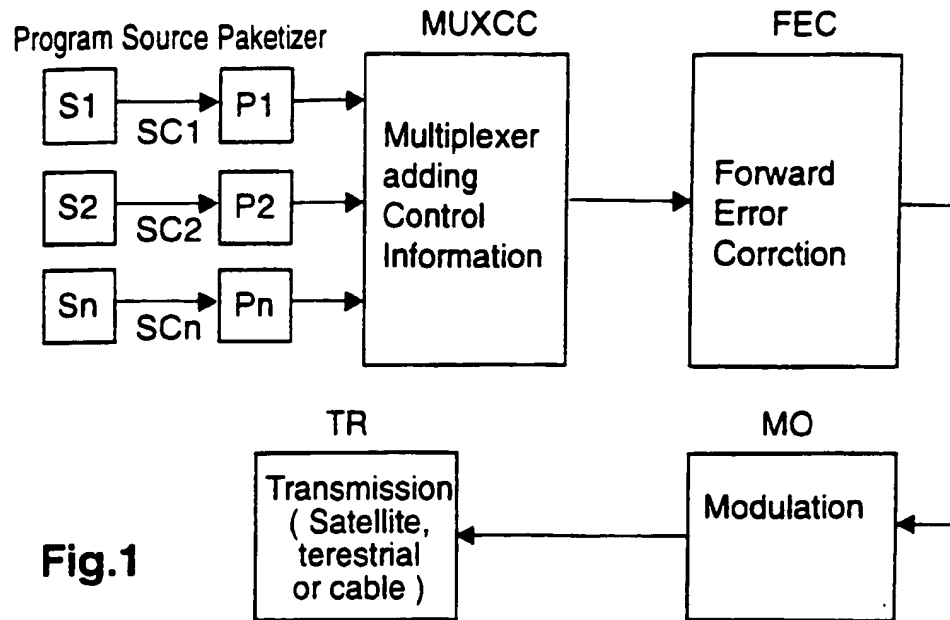 MUXCC
FEC
Program Source Paketizer
S1
SC1
P1
S2
SC2
P2
Sn
SCn
Pn
Multiplexer
adding
Control
Information
Forward
Error
Corrction
TR
MO
Transmission
( Satellite,
terestrial
or cable )
Modulation
Fig.1